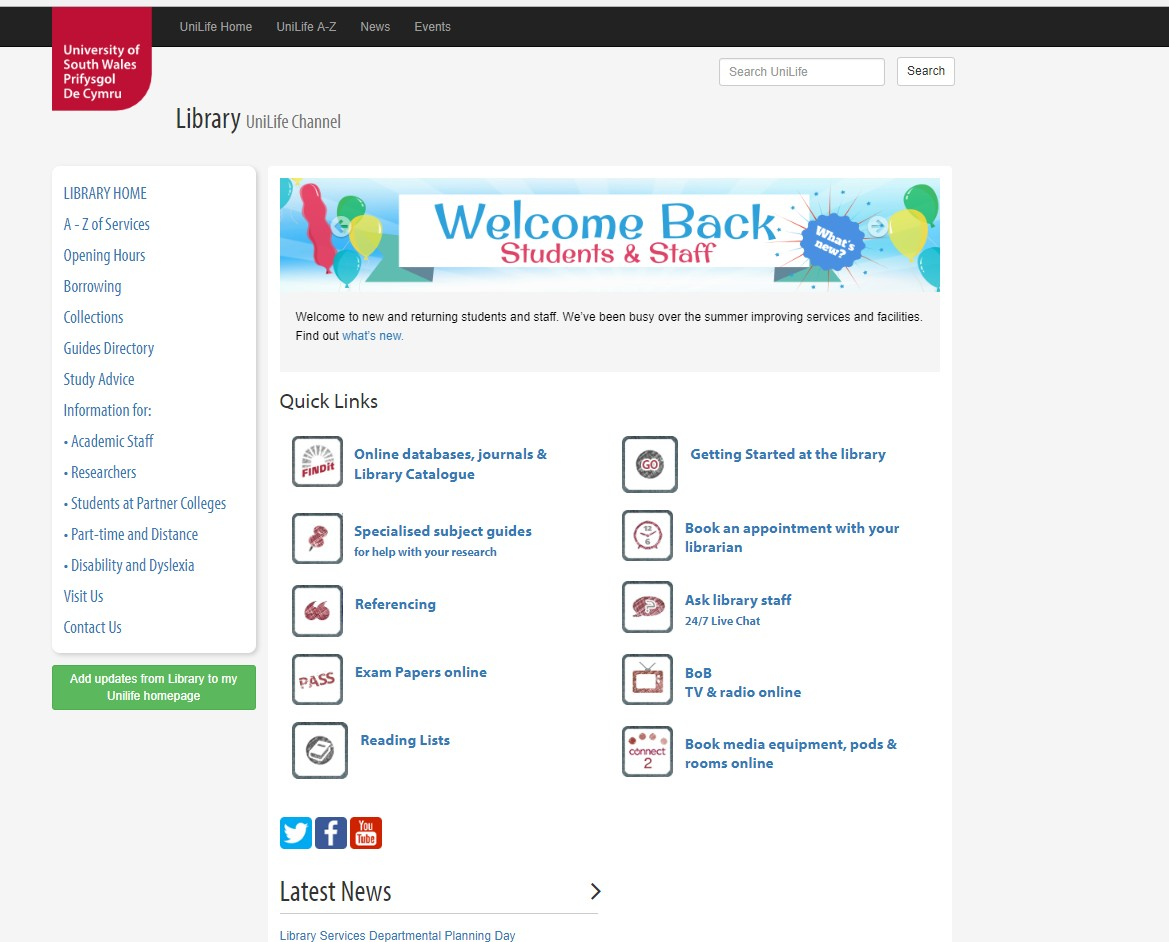 UniLife Home UniLife A-Z News Events
University of
South Wales
Prifysgol
De Cymru
Search UniLife Search
Library UniLife Channel
LIBRARY HOME
A - Z of Services
Opening Hours
Borrowing
Collections
Guides Directory
Study Advice
Information for:
• Academic Staff
• Researchers
• Students at Partner Colleges
• Part-time and Distance
• Disability and Dyslexia
Visit Us
Contact Us
Add updates from Library to my
Unilife homepage
Welcome Back
Students & Staff
What's
new?
Welcome to new and returning students and staff. We've been busy over the summer improving services and facilities.
Find out what's new.
Quick Links
FINDit
Online databases, journals &
Library Catalogue
GO
Getting Started at the library
Specialised subject guides
for help with your research
12
6
Book an appointment with your
librarian
Referencing
?
Ask library staff
24/7 Live Chat
PASS
Exam Papers online
BoB
TV & radio online
Reading Lists
connect
2
Book media equipment, pods &
rooms online
You
Tube
Latest News
Library Services Departmental Planning Day